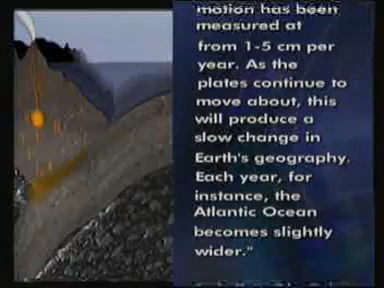 motion has been
measured at
from 1-5 cm per
year. As the
plates continue to
move about, this
will produce a
slow change in
Earth's geography.
Each year, for
instance, the
Atlantic Ocean
becomes slightly
wider."